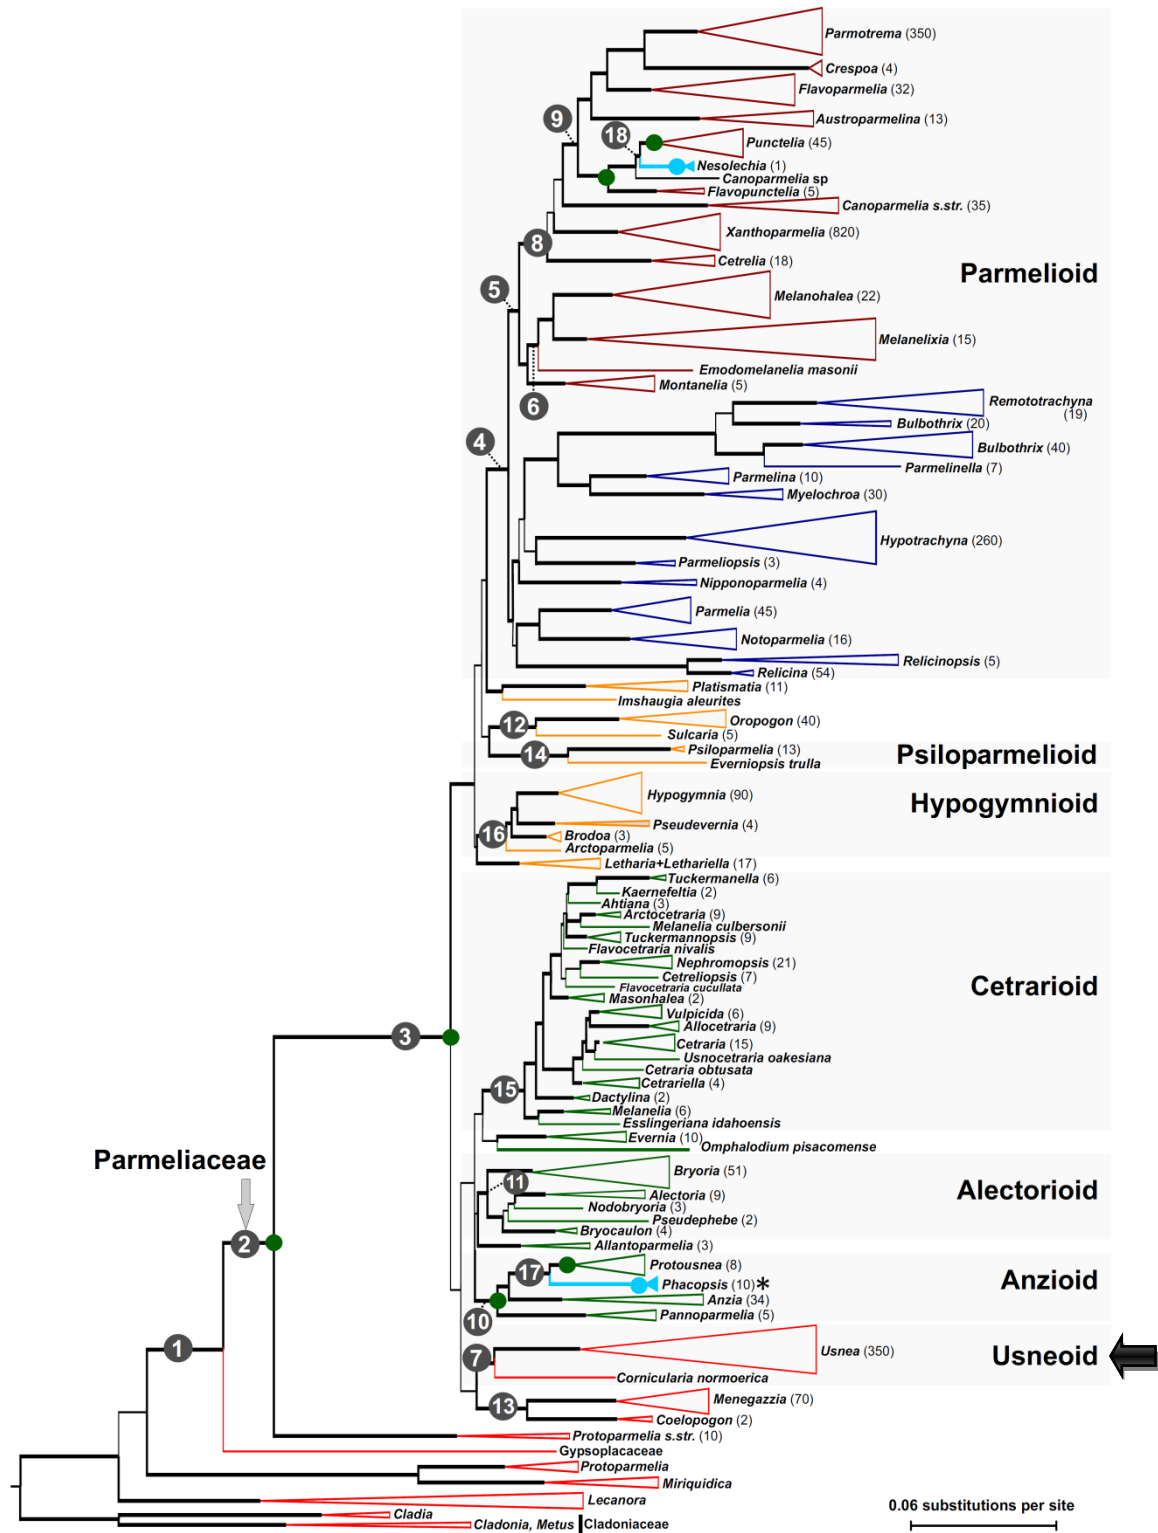 Parmotrema (350)
Crespoa (4)
Flavoparmelia (32)
9
Austroparmelina (13)
18
Punctelia (45)
Nesolechia (1)
Canoparmelia sp
Flavopunctelia (5)
Canoparmelia s.str. (35)
Xanthoparmelia (820)
8
Cetrelia (18)
Parmelioid
5
Melanohalea (22)
Melanelixia (15)
Emodomelanelia masonii
Montanelia (5)
6
Remototrachyna
(19)
Bulbothrix (20)
4
Bulbothrix (40)
Parmelinella (7)
Parmelina (10)
Myelochroa (30)
Hypotrachyna (260)
Parmeliopsis (3)
Nipponoparmelia (4)
Parmelia (45)
Notoparmelia (16)
Relicinopsis (5)
Relicina (54)
Platismatia (11)
Imshaugia aleurites
Oropogon (40)
12
Sulcaria (5)
Psiloparmelia (13)
14
Psiloparmelioid
Everniopsis trulla
Hypogymnia (90)
Hypogymnioid
Pseudevernia (4)
16
Brodoa (3)
Arctoparmelia (5)
Letharia+Lethariella (17)
Tuckermanella (6)
Kaernefeltia (2)
Ahtiana (3)
Arctocetraria (9)
Melanelia culbersonii
Tuckermannopsis (9)
Flavocetraria nivalis
Nephromopsis (21)
Cetreliopsis (7)
Flavocetraria cucullata
Cetrarioid
Masonhalea (2)
Vulpicida (6)
Allocetraria (9)
3
Cetraria (15)
Usnocetraria oakesiana
Cetraria obtusata
Cetrariella (4)
15
Dactylina (2)
Melanelia (6)
Esslingeriana idahoensis
Evernia (10)
Omphalodium pisacomense
Parmeliaceae
Bryoria (51)
11
Alectorioid
Alectoria (9)
Nodobryoria (3)
Pseudephebe (2)
Bryocaulon (4)
2
Allantoparmelia (3)
Protousnea (8)
17
Phacopsis (10)*
Anzioid
Anzia (34)
Pannoparmelia (5)
10
1
Usnea (350)
7
Usneoid
Cornicularia normoerica
Menegazzia (70)
13
Coelopogon (2)
Protoparmelia s.str. (10)
Gypsoplacaceae
Protoparmelia
Miriquidica
Lecanora
0.06 substitutions per site
Cladia
Cladonia, Metus
Cladoniaceae